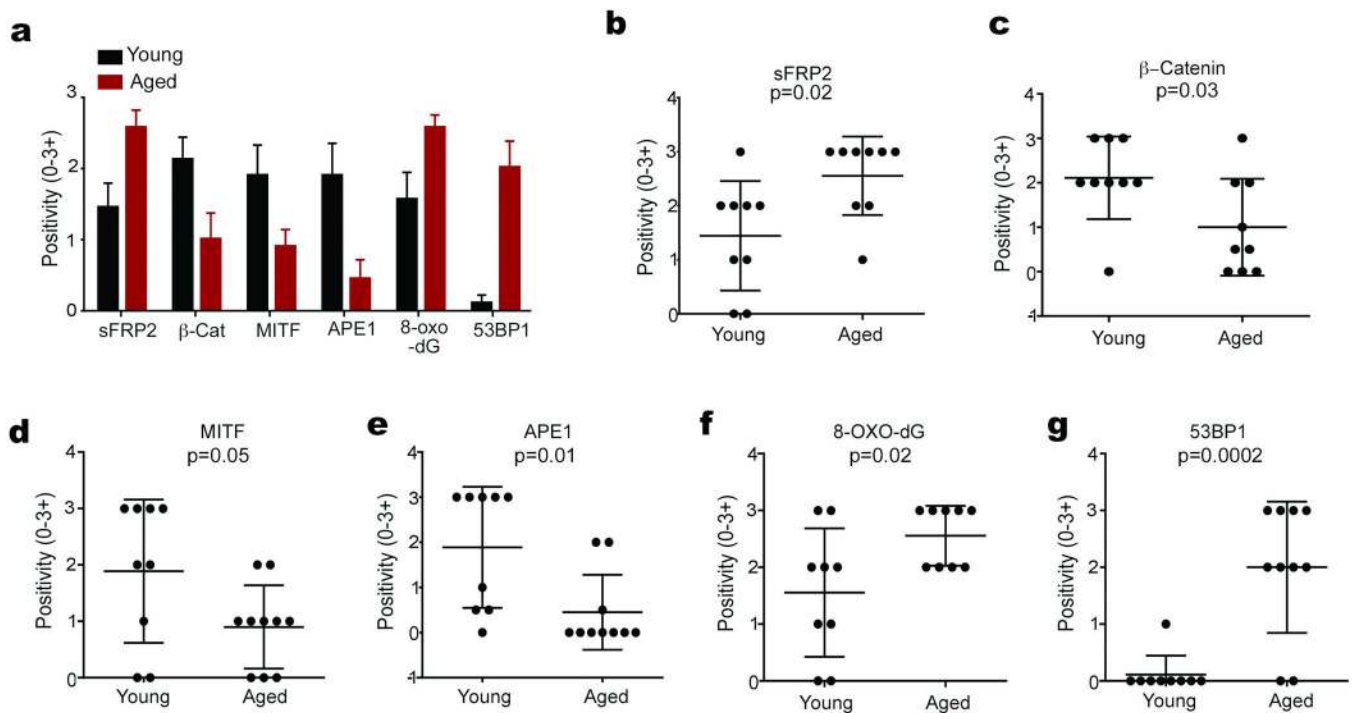 a
Young
Aged
Positivity (0-3+)
3
2
1
0
sFRP2 β-Cat MITF APE1 8-oxo-dG 53BP1
b
sFRP2
p=0.02
Positivity (0-3+)
4
3
2
1
0
Young Aged
c
β–Catenin
p=0.03
Positivity (0-3+)
4
3
2
1
0
-1
Young Aged
d
MITF
p=0.05
Positivity (0-3+)
4
3
2
1
0
Young Aged
e
APE1
p=0.01
Positivity (0-3+)
4
3
2
1
0
-1
Young Aged
f
8-OXO-dG
p=0.02
Positivity (0-3+)
4
3
2
1
0
Young Aged
g
53BP1
p=0.0002
Positivity (0-3+)
4
3
2
1
0
Young Aged